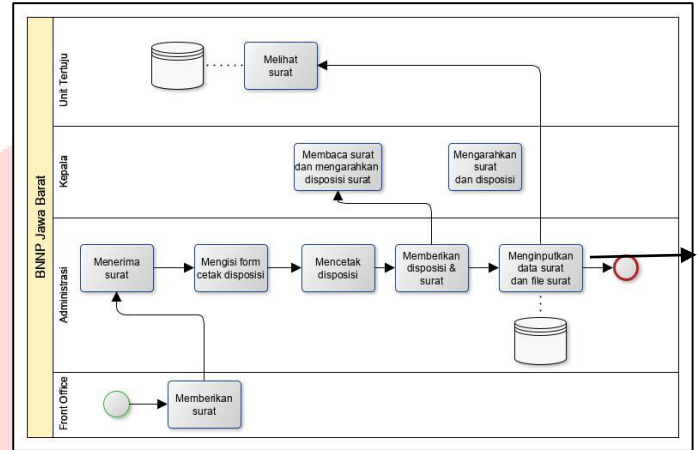 BNNP Jawa Barat
Unit Tertuju
Melihat
surat
Kepala
Membaca surat
dan mengarahkan
disposisi surat
Mengarahkan
surat
dan disposisi
Administrasi
Menerima
surat
Mengisi form
cetak disposisi
Mencetak
disposisi
Memberikan
disposisi &
surat
Menginputkan
data surat
dan file surat
Front Office
Memberikan
surat